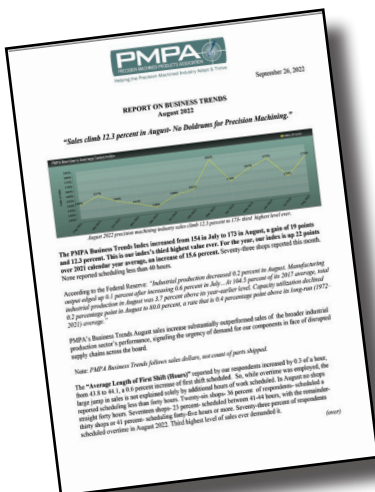 PMPA
PRECISION MACHINED PRODUCTS ASSOCIATION
Helping the Precision Machined Industry Adapt & Thrive
September 26, 2022
REPORT ON BUSINESS TRENDS
August 2022
“Sales climb 12.3 percent in August- No Doldrums for Precision Machining.”
August 2022 precision machining industry sales climb 12.3 percent to 173- third highest level ever.
The PMPA Business Trends Index increased from 154 in July to 173 in August, a gain of 19 points
and 12.3 percent. This is our index's third highest value ever. For the year, our index is up 22 points
over 2021 calendar year average, an increase of 15.6 percent. Seventy-three shops reported this month.
None reported scheduling less than 40 hours.
According to the Federal Reserve: “Industrial production decreased 0.2 percent in August. Manufacturing
output edged up 0.1 percent after increasing 0.6 percent in July…At 104.5 percent of its 2017 average, total
industrial production in August was 3.7 percent above its year-earlier level. Capacity utilization declined
0.2 percentage point in August to 80.0 percent, a rate that is 0.4 percentage point above its long-run (1972-
2021) average.”
PMPA's Business Trends August sales increase substantially outperformed sales of the broader industrial
production sector's performance, signaling the urgency of demand for our components in face of disrupted
supply chains across the board.
Note: PMPA Business Trends follows sales dollars, not count of parts shipped.
The “Average Length of First Shift (Hours)” reported by our respondents increased by 0.3 of a hour,
from 43.8 to 44.1, a 0.6 percent increase of first shift scheduled. So, while overtime was employed, the
large jump in sales is not explained solely by additional hours of work scheduled. In August no shops
reported scheduling less than forty hours. Twenty-six shops- 36 percent of respondents- scheduled
straight forty hours. Seventeen shops- 23 percent- scheduled between 41-44 hours, with the remainder-
thirty shops or 41 percent- scheduling forty-five hours or more. Seventy-three percent of respondents
scheduled overtime in August 2022. Third highest level of sales ever demanded it.
(over)